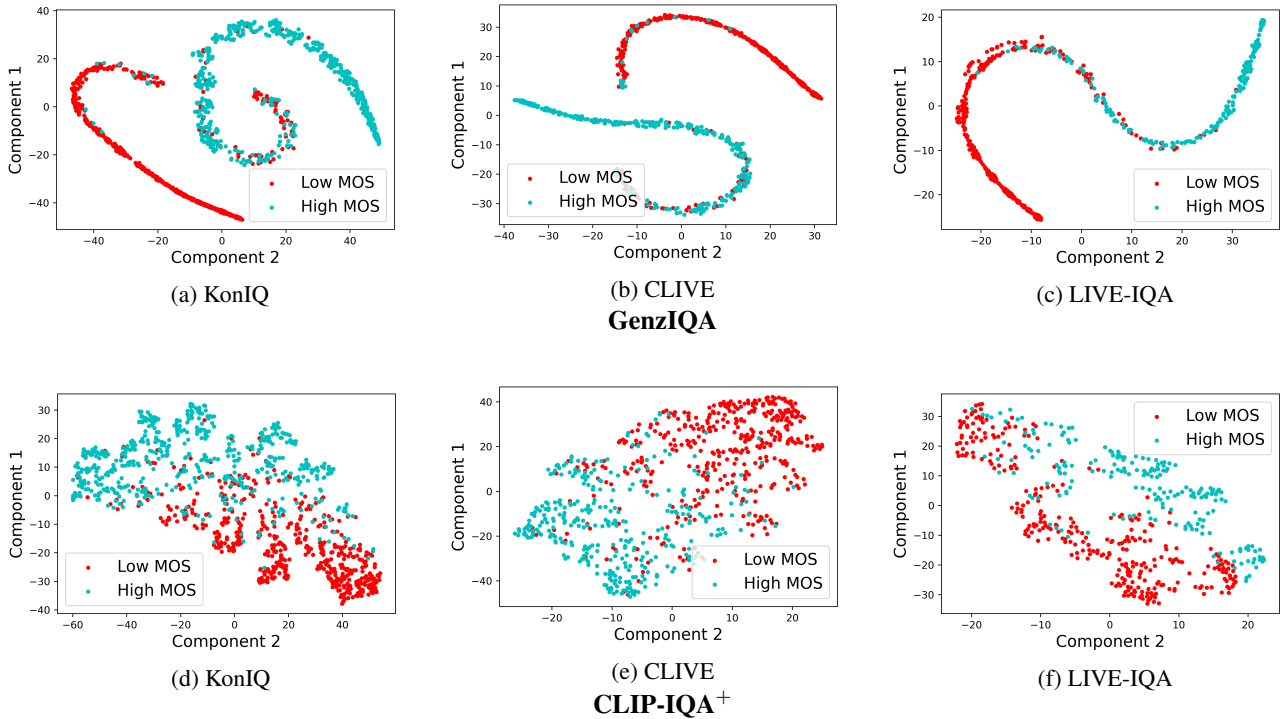 40
20
0
−20
−40
Component 1
−40 −20 0 20 40
Component 2
Low MOS
High MOS
(a) KonIQ
30
20
10
0
−10
−20
−30
Component 1
−40 −30 −20 −10 0 10 20 30
Component 2
Low MOS
High MOS
(b) CLIVE
20
10
0
−10
−20
Component 1
−20 −10 0 10 20 30
Component 2
Low MOS
High MOS
(c) LIVE-IQA
GenzIQA
30
20
10
0
−10
−20
−30
−40
Component 1
−60 −40 −20 0 20 40
Component 2
Low MOS
High MOS
(d) KonIQ
40
20
0
−20
−40
Component 1
−20 0 20
Component 2
Low MOS
High MOS
(e) CLIVE
30
20
10
0
−10
−20
−30
Component 1
−20 −10 0 10 20
Component 2
Low MOS
High MOS
(f) LIVE-IQA
CLIP-IQA+